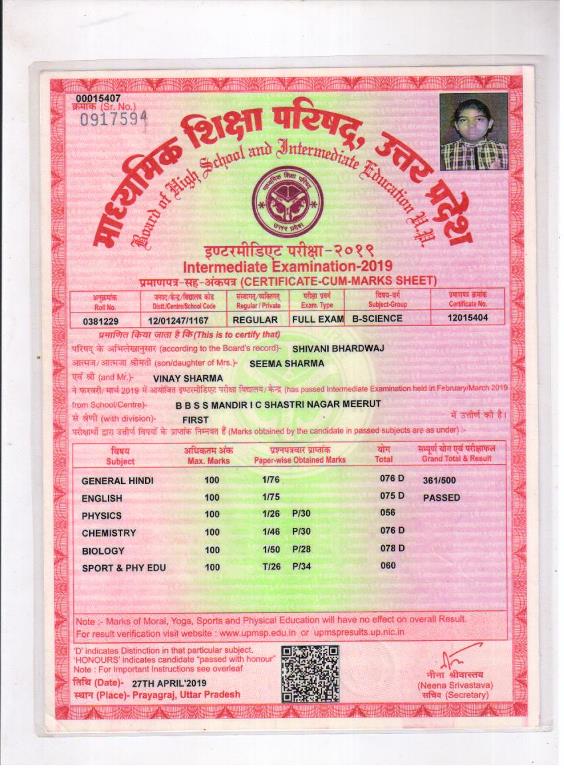 00015407
क्रमांक (Sr. No.)
0917594
माध्यमिक शिक्षा परिषद्, उत्तर प्रदेश
Board of High School and Intermediate Education U.P.
माध्यमिक शिक्षा परिषद
उत्तर प्रदेश
इण्टरमीडिएट परीक्षा-२०१९
Intermediate Examination-2019
प्रमाणपत्र-सह-अंकपत्र (CERTIFICATE-CUM-MARKS SHEET)
अनुक्रमांक जनपद/केन्द्र/विद्यालय कोड संस्थागत/व्यक्तिगत परीक्षा प्रकार विषय-वर्ग प्रमाणपत्र क्रमांक
Roll No. Distt./Centre/School Code Regular / Private Exam. Type Subject-Group Certificate No.
0381229 12/01247/1167 REGULAR FULL EXAM B-SCIENCE 12015404
प्रमाणित किया जाता है कि(This is to certify that)
परिषद् के अभिलेखानुसार (according to the Board's record)- SHIVANI BHARDWAJ
आत्मज/आत्मजा श्रीमती (son/daughter of Mrs.)- SEEMA SHARMA
एवं श्री (and Mr.)- VINAY SHARMA
ने फरवरी/ मार्च 2019 में आयोजित इण्टरमीडिएट परीक्षा विद्यालय/केन्द्र (has passed Intermediate Examination held in February/March 2019
from School/Centre)- B B S S MANDIR I C SHASTRI NAGAR MEERUT
से श्रेणी (with division)- FIRST में उत्तीर्ण की है।
परीक्षार्थी द्वारा उत्तीर्ण विषयों के प्राप्तांक निम्नवत हैं (Marks obtained by the candidate in passed subjects are as under) :-
विषय अधिकतम अंक प्रश्नपत्रवार प्राप्तांक योग सम्पूर्ण योग एवं परीक्षाफल
Subject Max. Marks Paper-wise Obtained Marks Total Grand Total & Result
GENERAL HINDI 100 1/76 076 D 361/500
ENGLISH 100 1/75 075 D PASSED
PHYSICS 100 1/26 P/30 056
CHEMISTRY 100 1/46 P/30 076 D
BIOLOGY 100 1/50 P/28 078 D
SPORT & PHY EDU 100 T/26 P/34 060
Note :- Marks of Moral, Yoga, Sports and Physical Education will have no effect on overall Result.
For result verification visit website : www.upmsp.edu.in or upmspresults.up.nic.in
'D' indicates Distinction in that particular subject.
'HONOURS' indicates candidate "passed with honour"
Note : For Important Instructions see overleaf
तिथि (Date)- 27TH APRIL'2019
स्थान (Place)- Prayagraj, Uttar Pradesh
नीना श्रीवास्तव
(Neena Srivastava)
सचिव (Secretary)